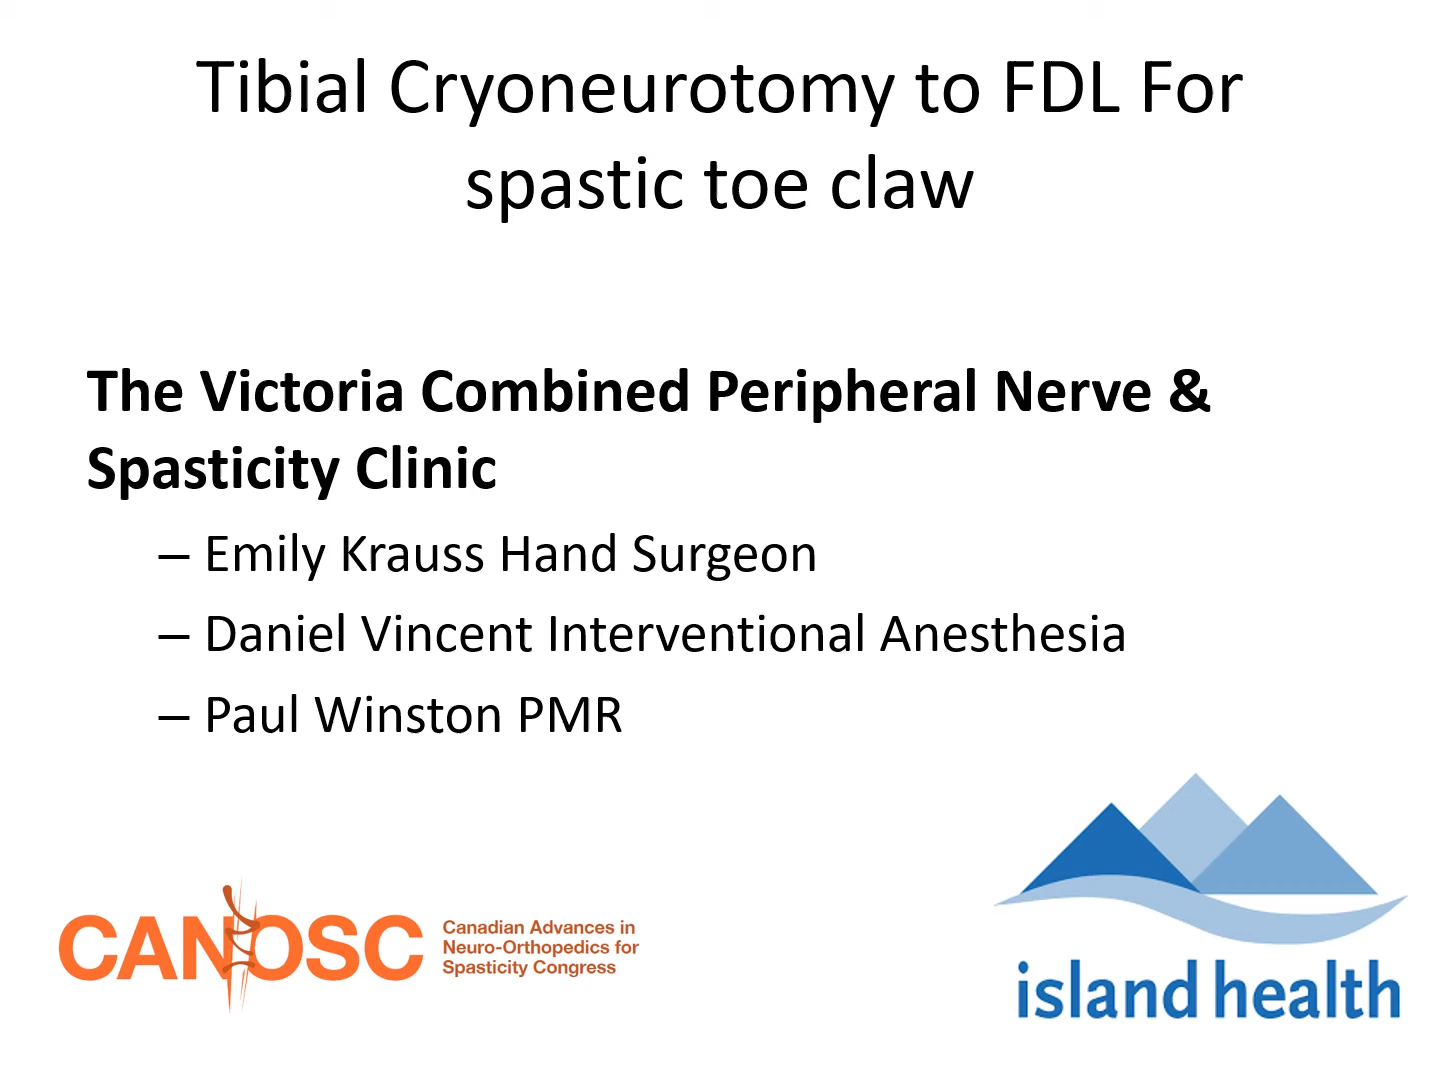 Tibial Cryoneurotomy to FDL For
spastic toe claw
The Victoria Combined Peripheral Nerve &
Spasticity Clinic
– Emily Krauss Hand Surgeon
– Daniel Vincent Interventional Anesthesia
– Paul Winston PMR
CANOSC
Canadian Advances in
Neuro-Orthopedics for
Spasticity Congress
island health